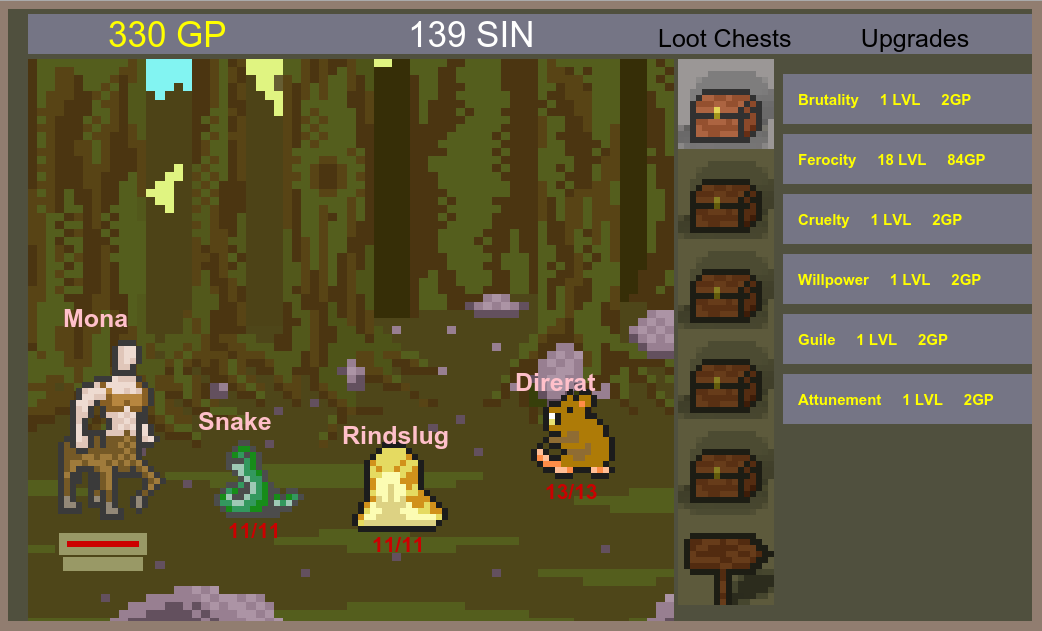 330 GP 139 SIN Loot Chests Upgrades
Brutality 1 LVL 2GP
Ferocity 18 LVL 84GP
Cruelty 1 LVL 2GP
Willpower 1 LVL 2GP
Guile 1 LVL 2GP
Attunement 1 LVL 2GP
Mona
Snake
11/11
Rindslug
11/11
Direrat
13/13